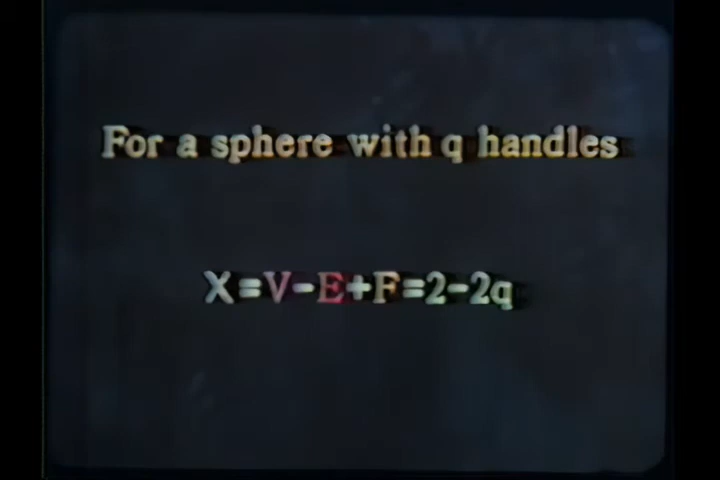 For a sphere with q handles
X=V-E+F=2-2q